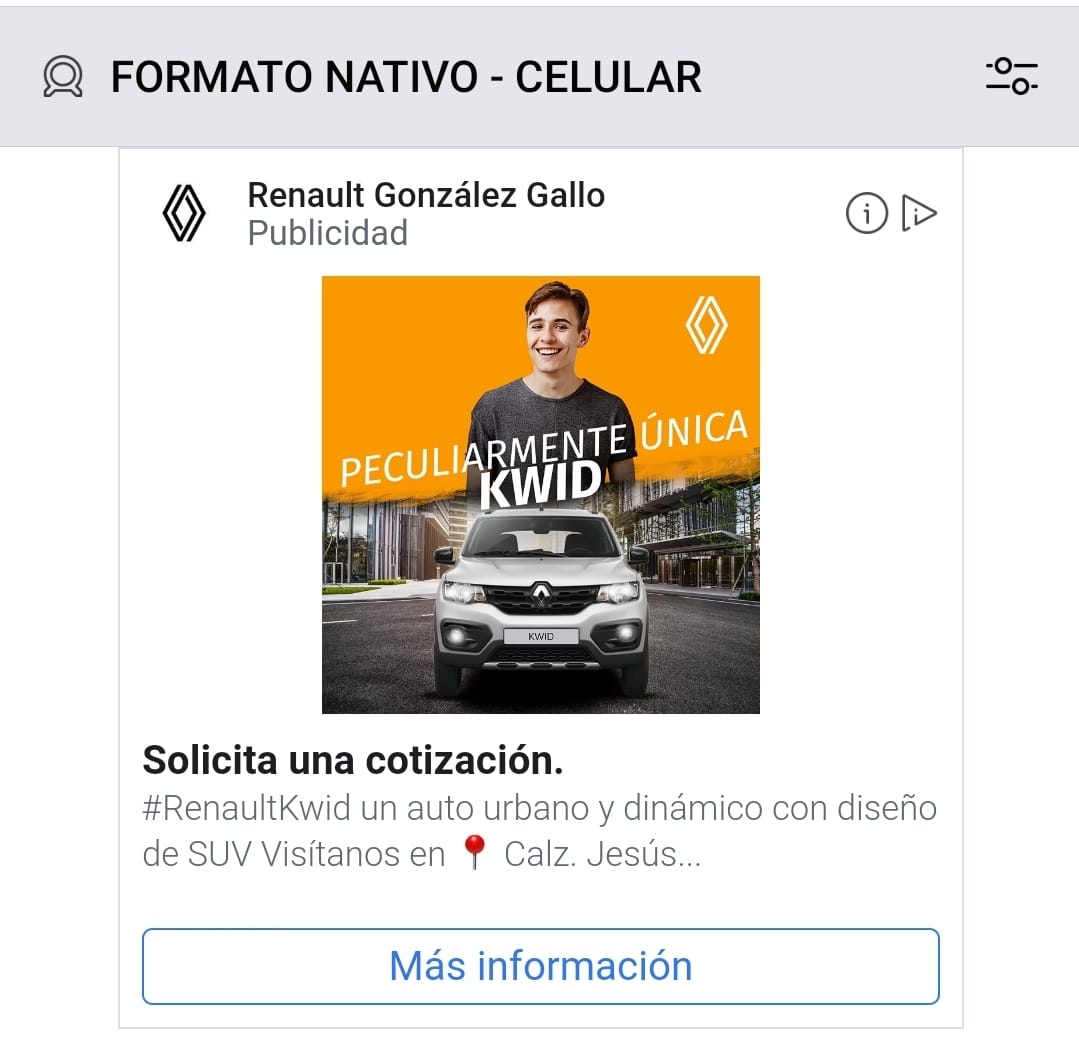 FORMATO NATIVO - CELULAR
Renault González Gallo
Publicidad
PECULIARMENTE ÚNICA
KWID
KWID
Solicita una cotización.
#RenaultKwid un auto urbano y dinámico con diseño
de SUV Visítanos en 📍 Calz. Jesús...
Más información